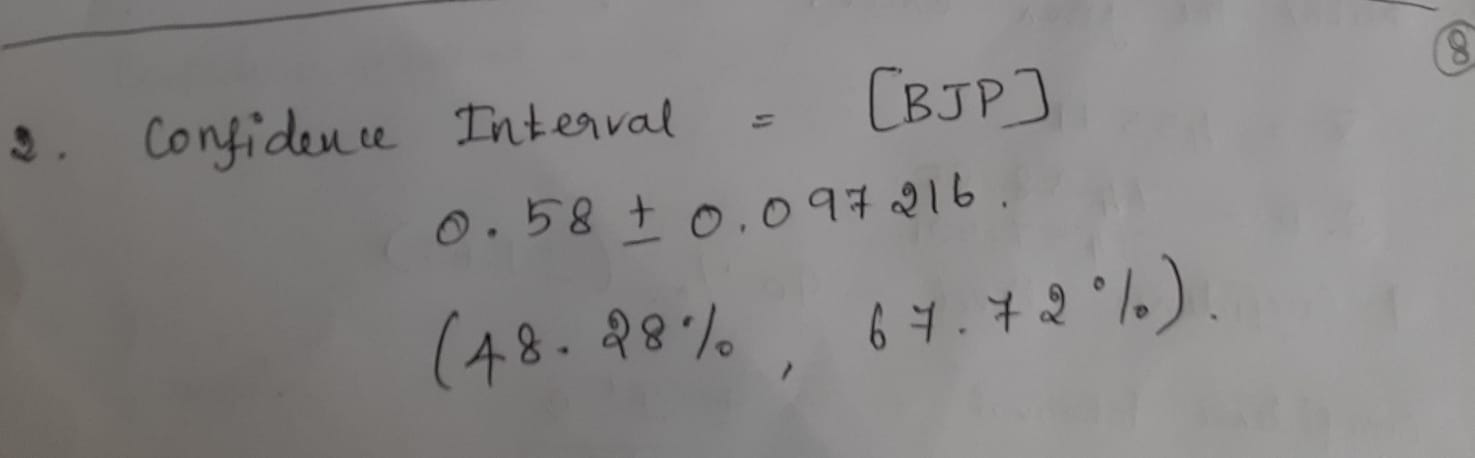 8
2. Confidence Interval = [BJP]
0.58 ± 0.097216.
(48.28%, 67.72%).